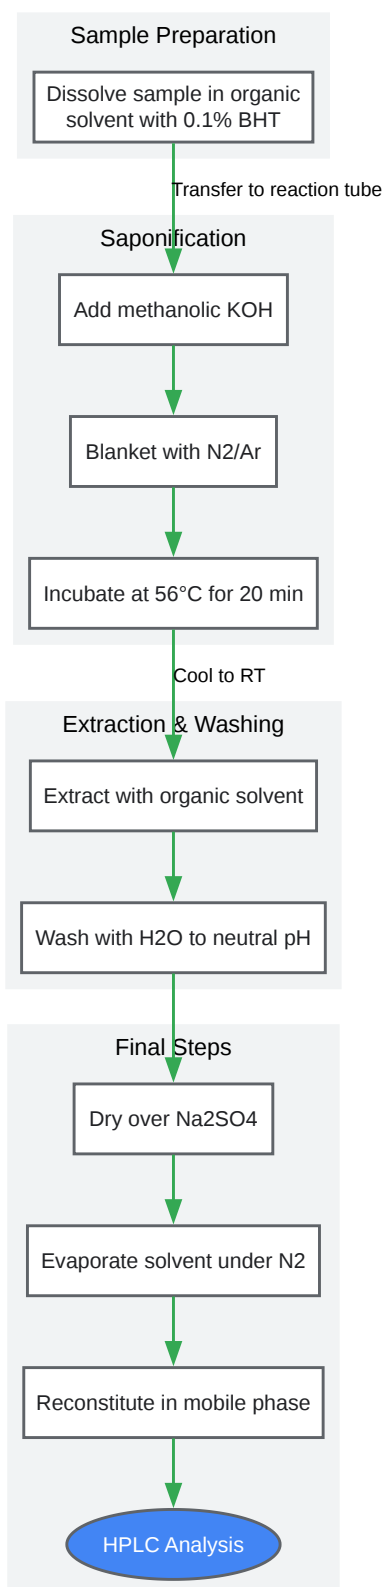 Sample Preparation
Dissolve sample in organic
solvent with 0.1% BHT
Transfer to reaction tube
Saponification
Add methanolic KOH
Blanket with N2/Ar
Incubate at 56°C for 20 min
Cool to RT
Extraction & Washing
Extract with organic solvent
Wash with H2O to neutral pH
Final Steps
Dry over Na2SO4
Evaporate solvent under N2
Reconstitute in mobile phase
HPLC Analysis